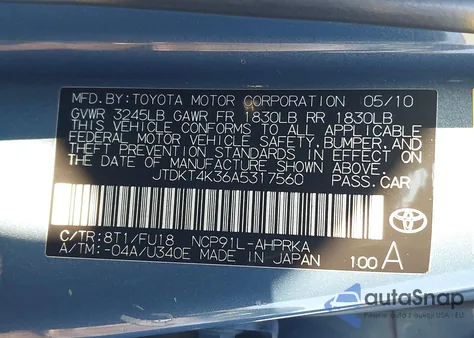 MFD.BY: TOYOTA MOTOR CORPORATION 05/10
GVWR 3245LB GAWR FR 1830LB RR 1830LB
THIS VEHICLE CONFORMS TO ALL APPLICABLE
FEDERAL MOTOR VEHICLE SAFETY, BUMPER,
AND THEFT PREVENTION STANDARDS IN EFFECT ON
THE DATE OF MANUFACTURE SHOWN ABOVE.
JTDKT4K36A5317560 PASS.CAR
C/TR: 8T1/FU18 NCP91L-AHPRKA
A/TM: -04A/U340E MADE IN JAPAN
100 A
TOYOTA
autoSnap